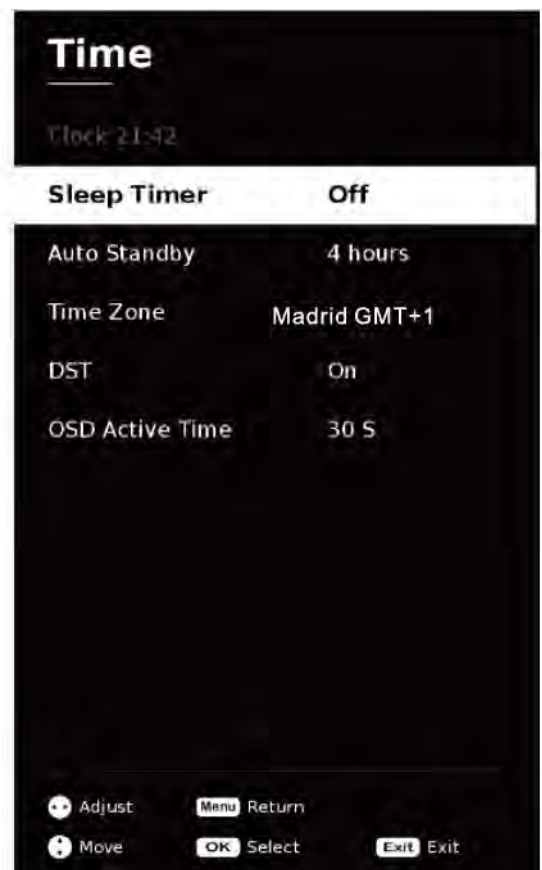 Time
Clock 21:42
Sleep Timer Off
Auto Standby 4 hours
Time Zone Madrid GMT+1
DST On
OSD Active Time 30 S
Adjust Menu Return
Move OK Select Exit Exit